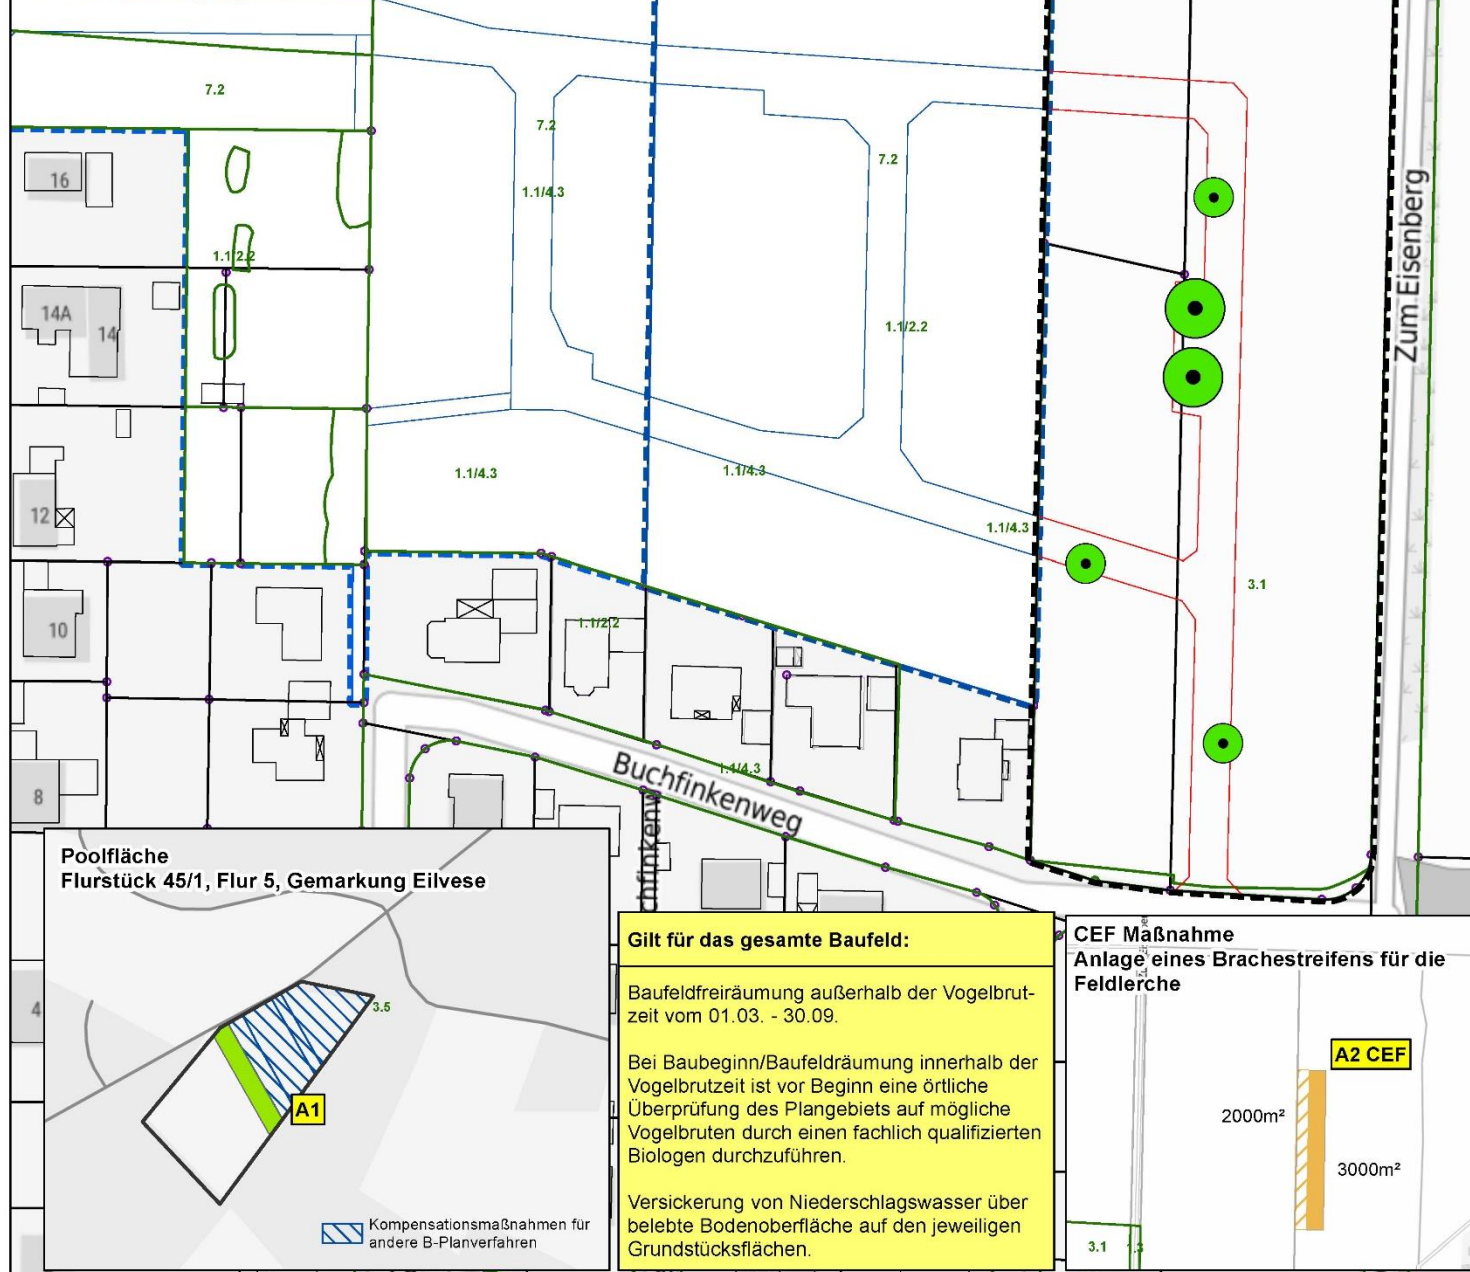 7.2
7.2
7.2
16
1.1/4.3
1.1/2.2
14A
14
1.1/2.2
Zum Eisenberg
1.1/4.3
1.1/4.3
12
1.1/4.3
3.1
10
1.1/2.2
1.1/4.3
Buchfinkenweg
8
chfinkenw
4
Poolfläche
Flurstück 45/1, Flur 5, Gemarkung Eilvese
3.5
A1
Kompensationsmaßnahmen für
andere B-Planverfahren
Gilt für das gesamte Baufeld:
Baufeldfreiräumung außerhalb der Vogelbrut-
zeit vom 01.03. - 30.09.
Bei Baubeginn/Baufeldräumung innerhalb der
Vogelbrutzeit ist vor Beginn eine örtliche
Überprüfung des Plangebiets auf mögliche
Vogelbruten durch einen fachlich qualifizierten
Biologen durchzuführen.
Versickerung von Niederschlagswasser über
belebte Bodenoberfläche auf den jeweiligen
Grundstücksflächen.
CEF Maßnahme
Anlage eines Brachestreifens für die
Feldlerche
A2 CEF
2000m²
3000m²
3.1